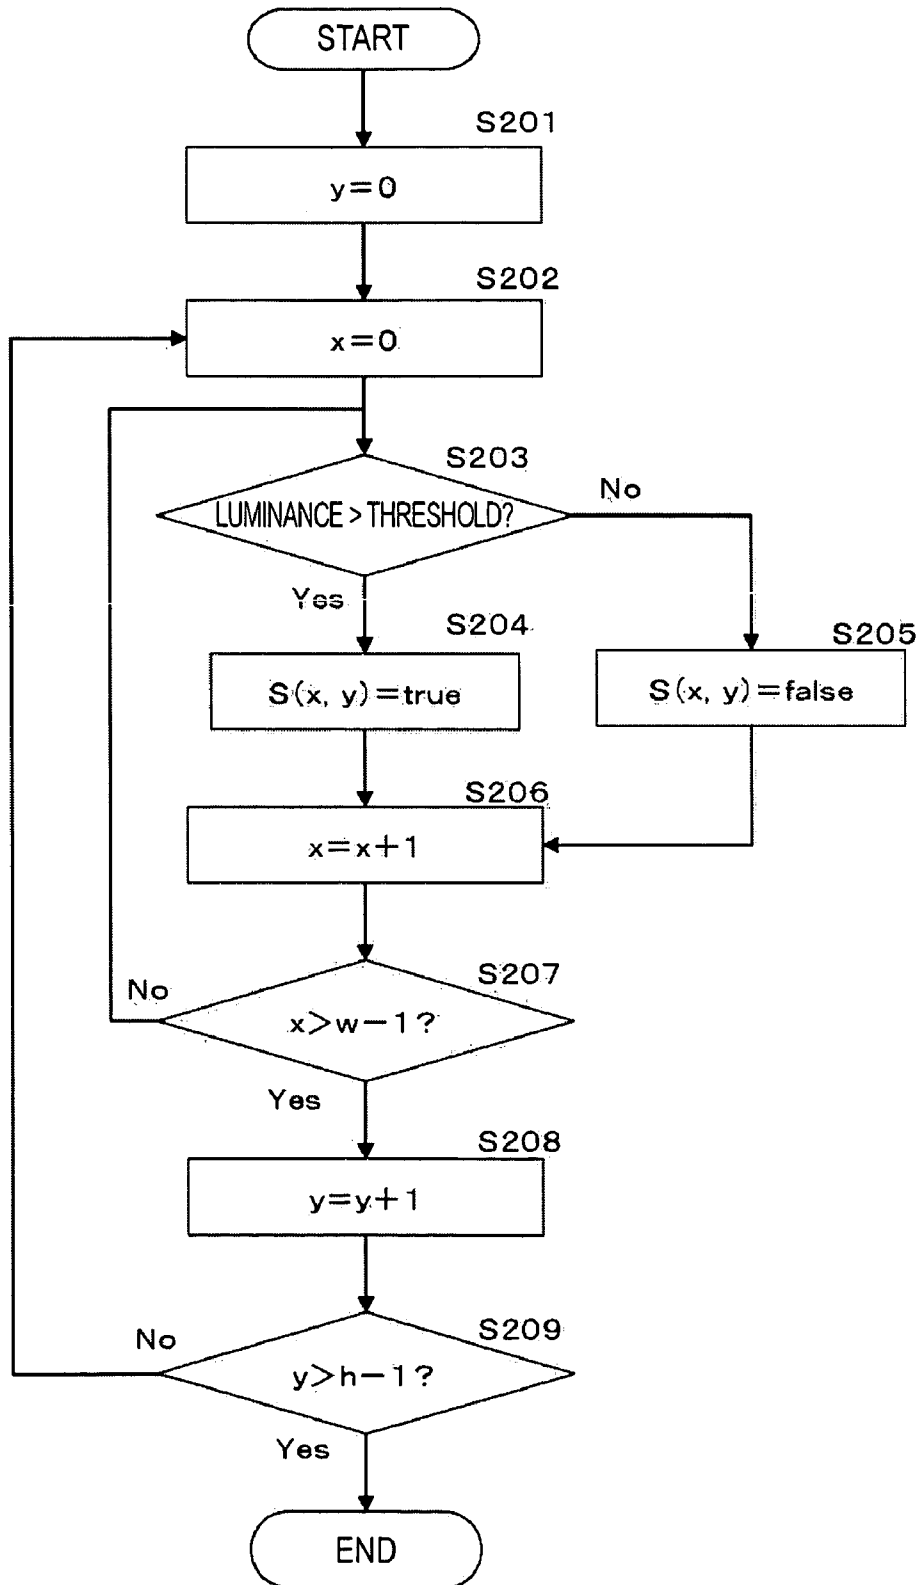 START
S201
y=0
S202
x=0
S203
LUMINANCE > THRESHOLD?
No
Yes
S204
S205
S(x, y)=true
S(x, y)=false
S206
x=x+1
S207
No
x>w-1?
Yes
S208
y=y+1
S209
No
y>h-1?
Yes
END